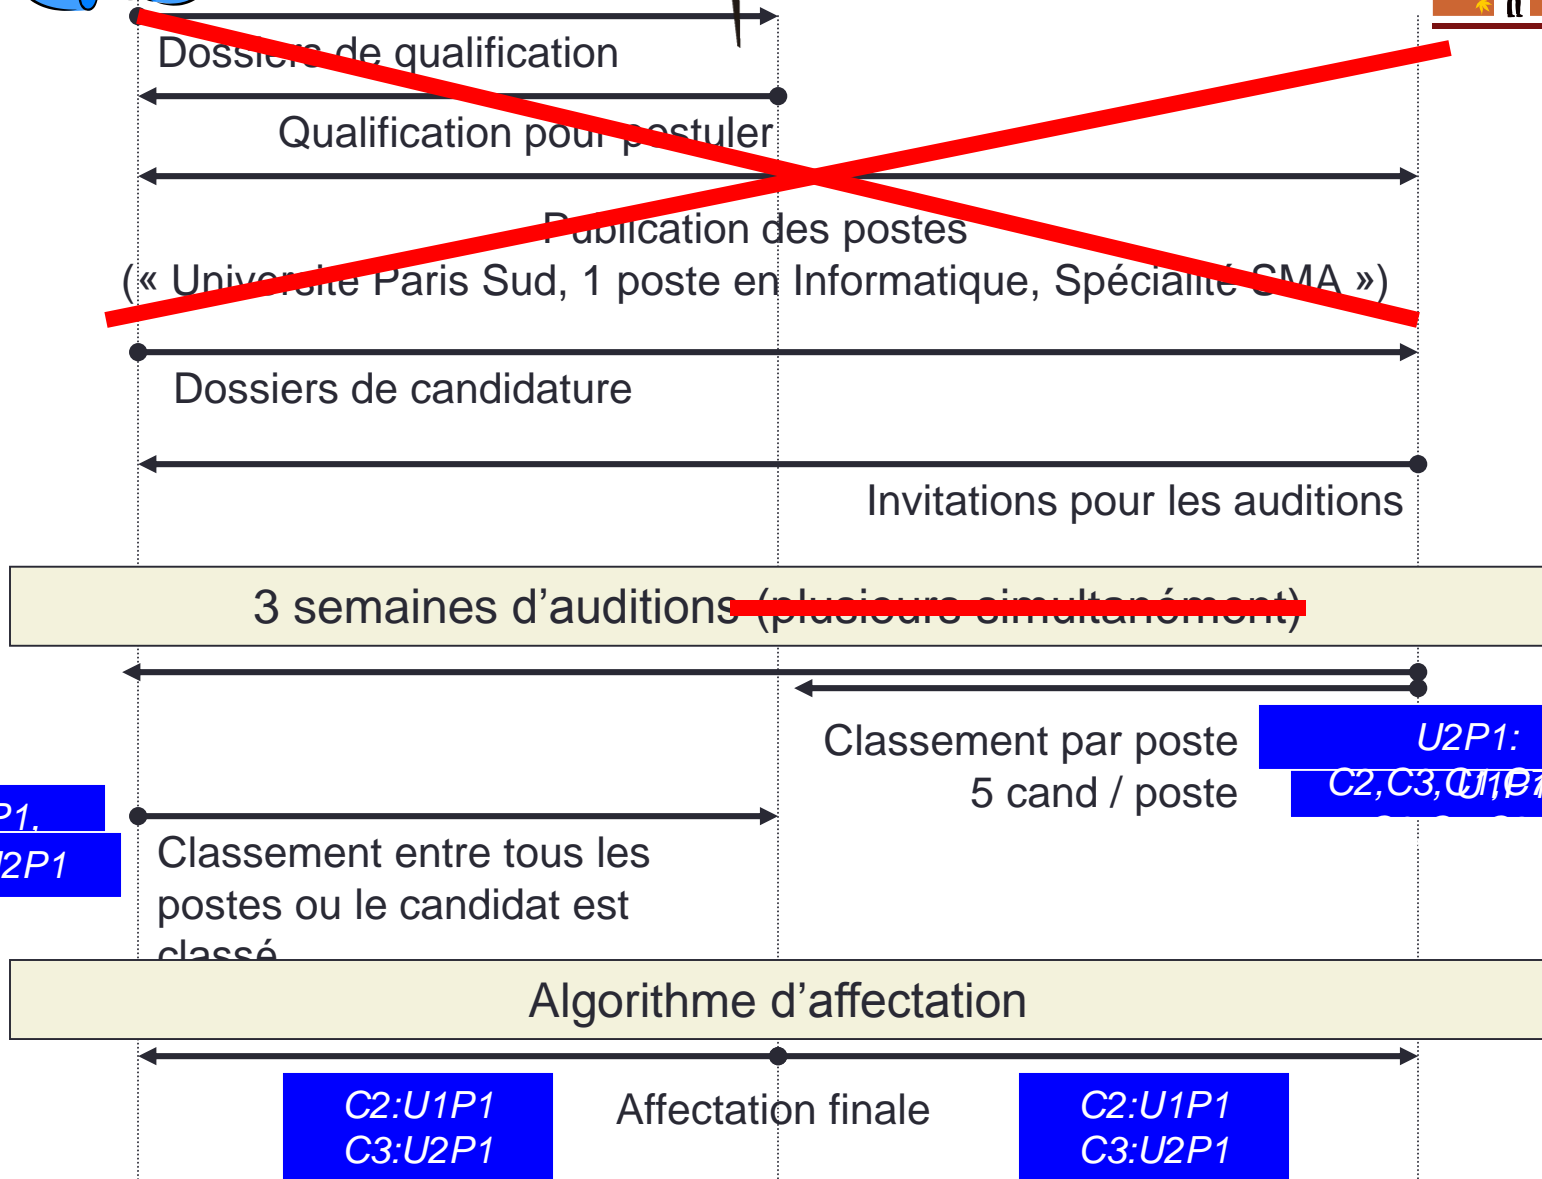 Dossiers de qualification
Qualification pour postuler
Publication des postes
(« Université Paris Sud, 1 poste en Informatique, Spécialité SMA »)
Dossiers de candidature
Invitations pour les auditions
3 semaines d’auditions (plusieurs simultanément)
Classement par poste
5 cand / poste
U2P1:
C2,C3,
P1,
2P1
Classement entre tous les
postes ou le candidat est
classé
Algorithme d’affectation
Affectation finale
C2:U1P1
C3:U2P1
C2:U1P1
C3:U2P1